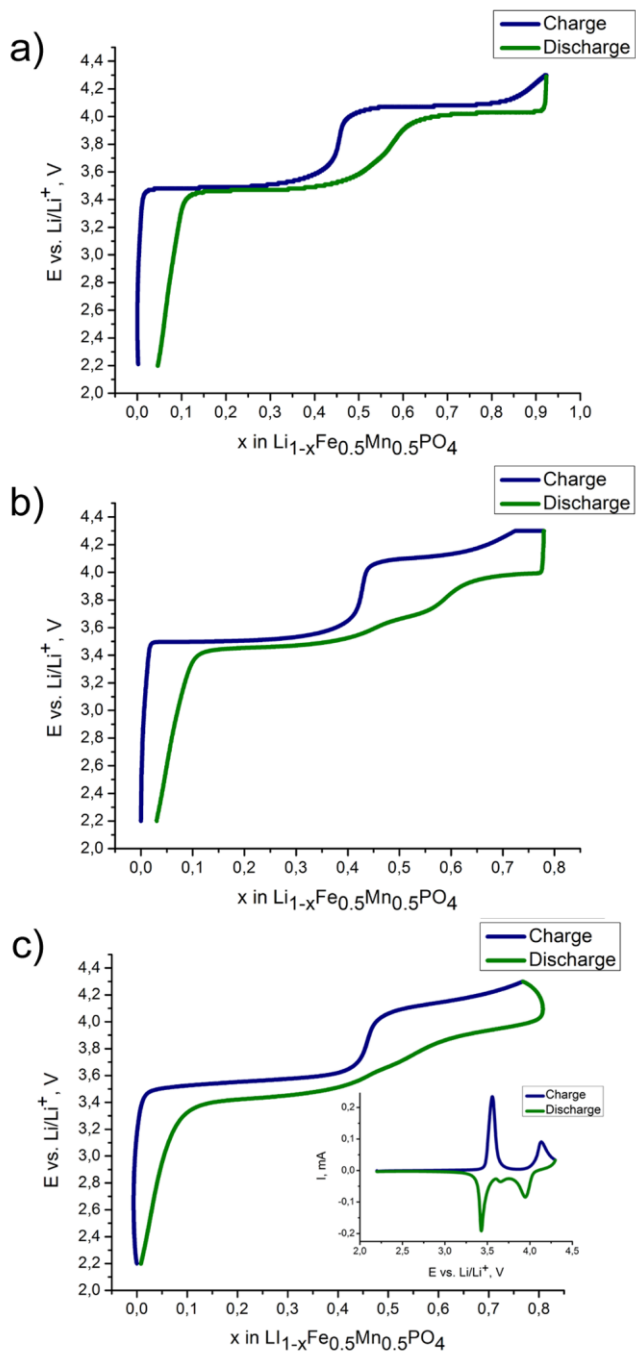 a)
Charge
Discharge
4,4
4,2
4,0
3,8
3,6
3,4
3,2
3,0
2,8
2,6
2,4
2,2
2,0
E vs. Li/Li⁺, V
0,0 0,1 0,2 0,3 0,4 0,5 0,6 0,7 0,8 0,9 1,0
x in Li₁₋ₓFe₀.₅Mn₀.₅PO₄
b)
Charge
Discharge
4,4
4,2
4,0
3,8
3,6
3,4
3,2
3,0
2,8
2,6
2,4
2,2
2,0
E vs. Li/Li⁺, V
0,0 0,1 0,2 0,3 0,4 0,5 0,6 0,7 0,8
x in Li₁₋ₓFe₀.₅Mn₀.₅PO₄
c)
Charge
Discharge
4,4
4,2
4,0
3,8
3,6
3,4
3,2
3,0
2,8
2,6
2,4
2,2
2,0
E vs. Li/Li⁺, V
Charge
Discharge
0,2
0,1
0,0
-0,1
-0,2
I, mA
2,0 2,5 3,0 3,5 4,0 4,5
E vs. Li/Li⁺, V
0,0 0,1 0,2 0,3 0,4 0,5 0,6 0,7 0,8
x in LI₁₋ₓFe₀.₅Mn₀.₅PO₄